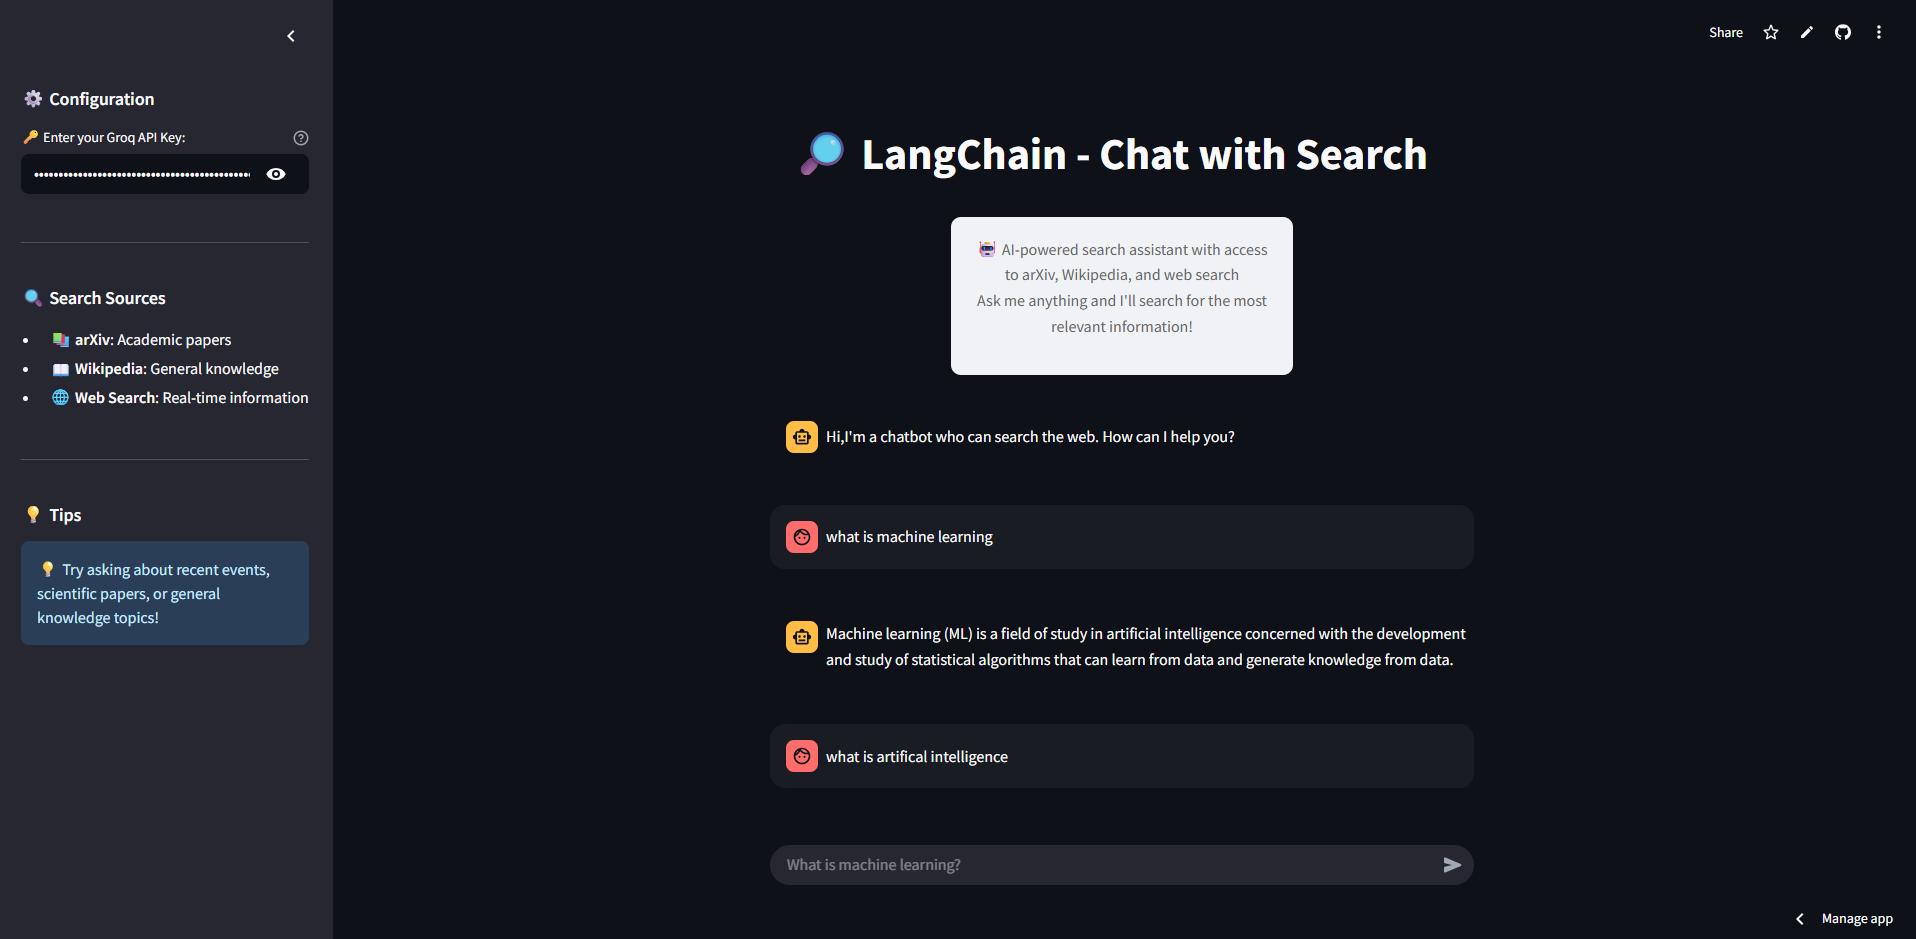 Configuration
Enter your Groq API Key:
Search Sources
arXiv: Academic papers
Wikipedia: General knowledge
Web Search: Real-time information
Tips
Try asking about recent events,
scientific papers, or general
knowledge topics!
Share
LangChain - Chat with Search
AI-powered search assistant with access
to arXiv, Wikipedia, and web search
Ask me anything and I'll search for the most
relevant information!
Hi,I'm a chatbot who can search the web. How can I help you?
what is machine learning
Machine learning (ML) is a field of study in artificial intelligence concerned with the development
and study of statistical algorithms that can learn from data and generate knowledge from data.
what is artifical intelligence
What is machine learning?
Manage app